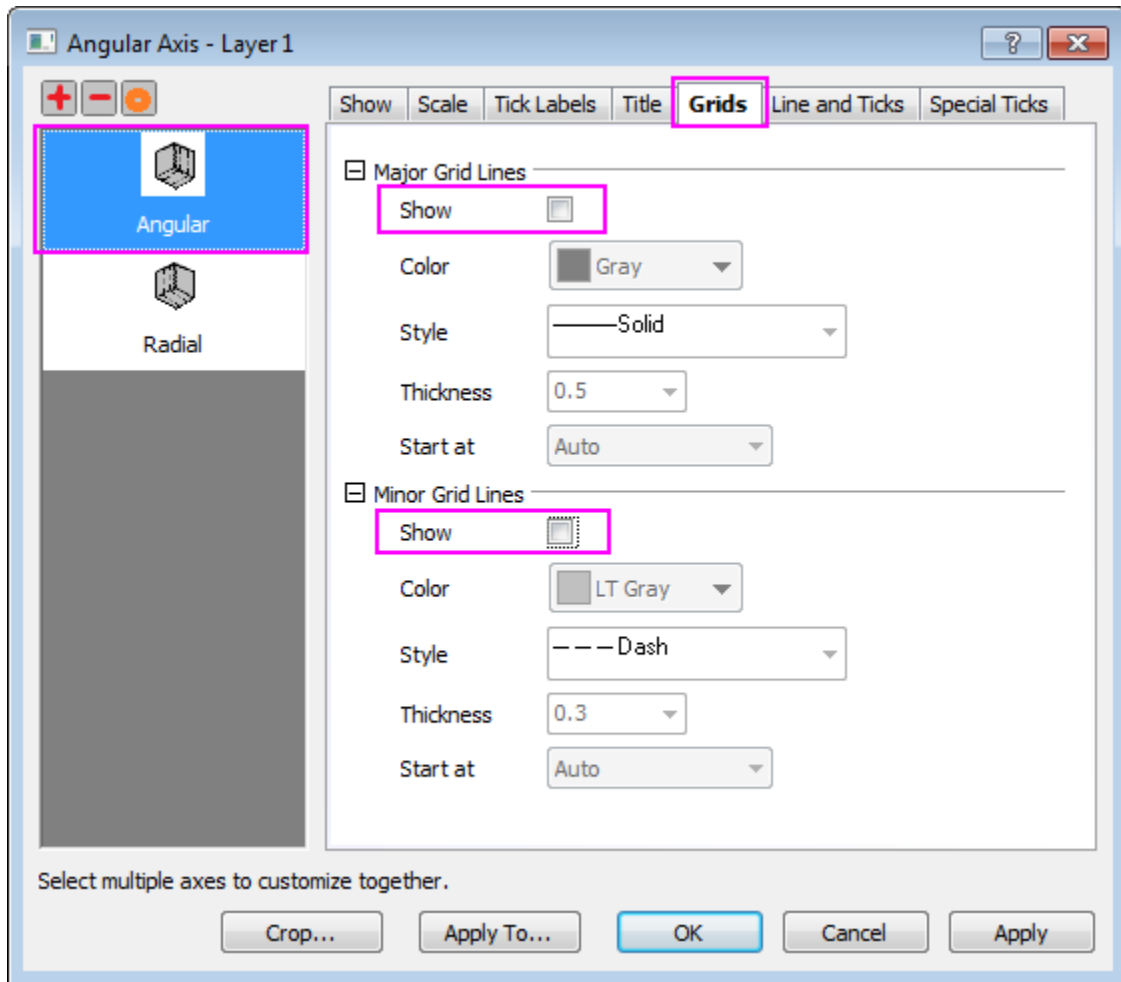 Angular Axis - Layer 1
Show Scale Tick Labels Title Grids Line and Ticks Special Ticks
Angular
Radial
Major Grid Lines
Show
Color Gray
Style Solid
Thickness 0.5
Start at Auto
Minor Grid Lines
Show
Color LT Gray
Style Dash
Thickness 0.3
Start at Auto
Select multiple axes to customize together.
Crop... Apply To... OK Cancel Apply